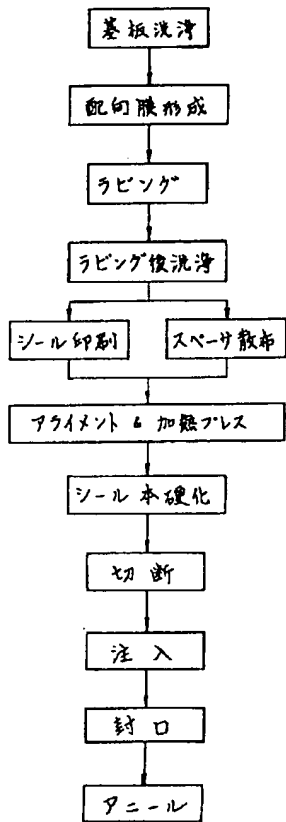 基板洗浄
配向膜形成
ラビング
ラビング後洗浄
シール印刷
スペーサ散布
アライメント & 加熱プレス
シール本硬化
切断
注入
封口
アニール